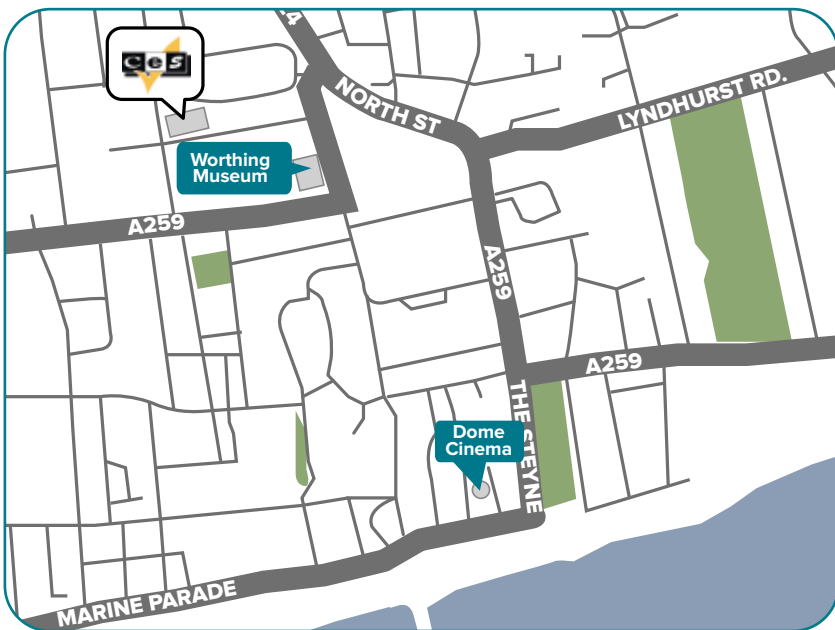 CeS
NORTH ST
LYNDHURST RD.
Worthing
Museum
A259
A259
A259
THE STEYNE
Dome
Cinema
MARINE PARADE